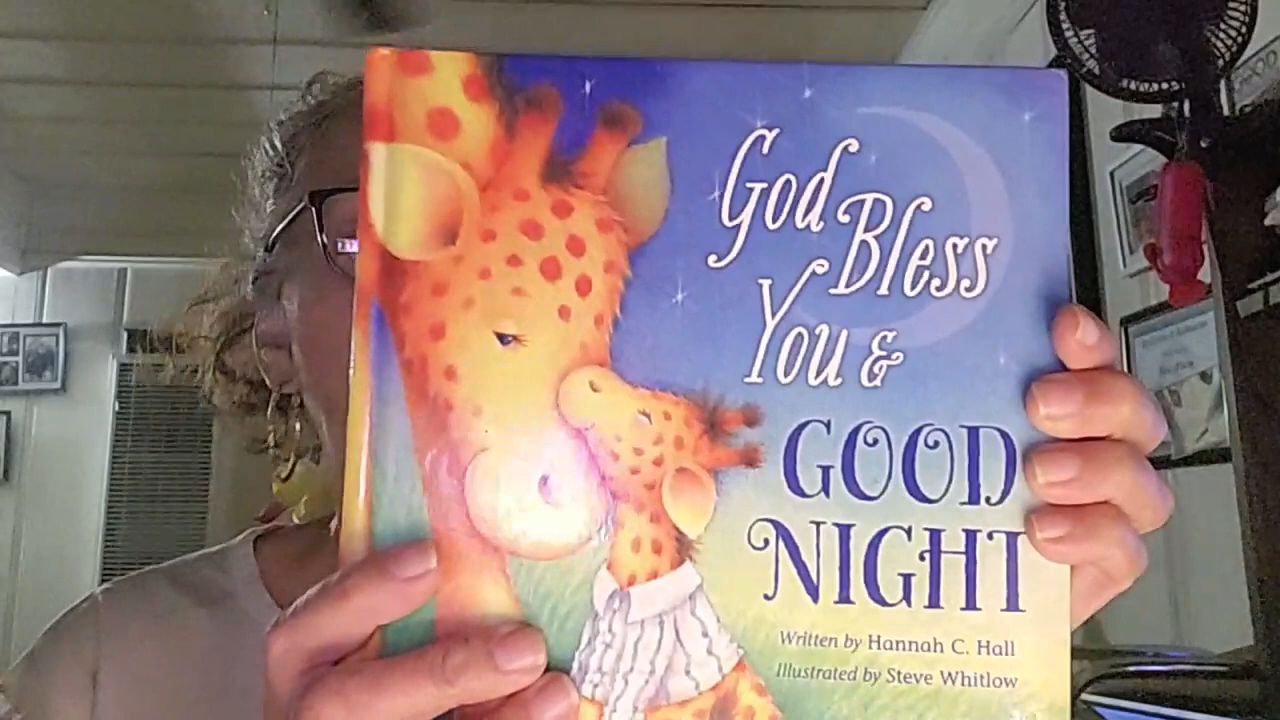 God
Bless
You &
GOOD
NIGHT
Written by Hannah C. Hall
Illustrated by Steve Whitlow